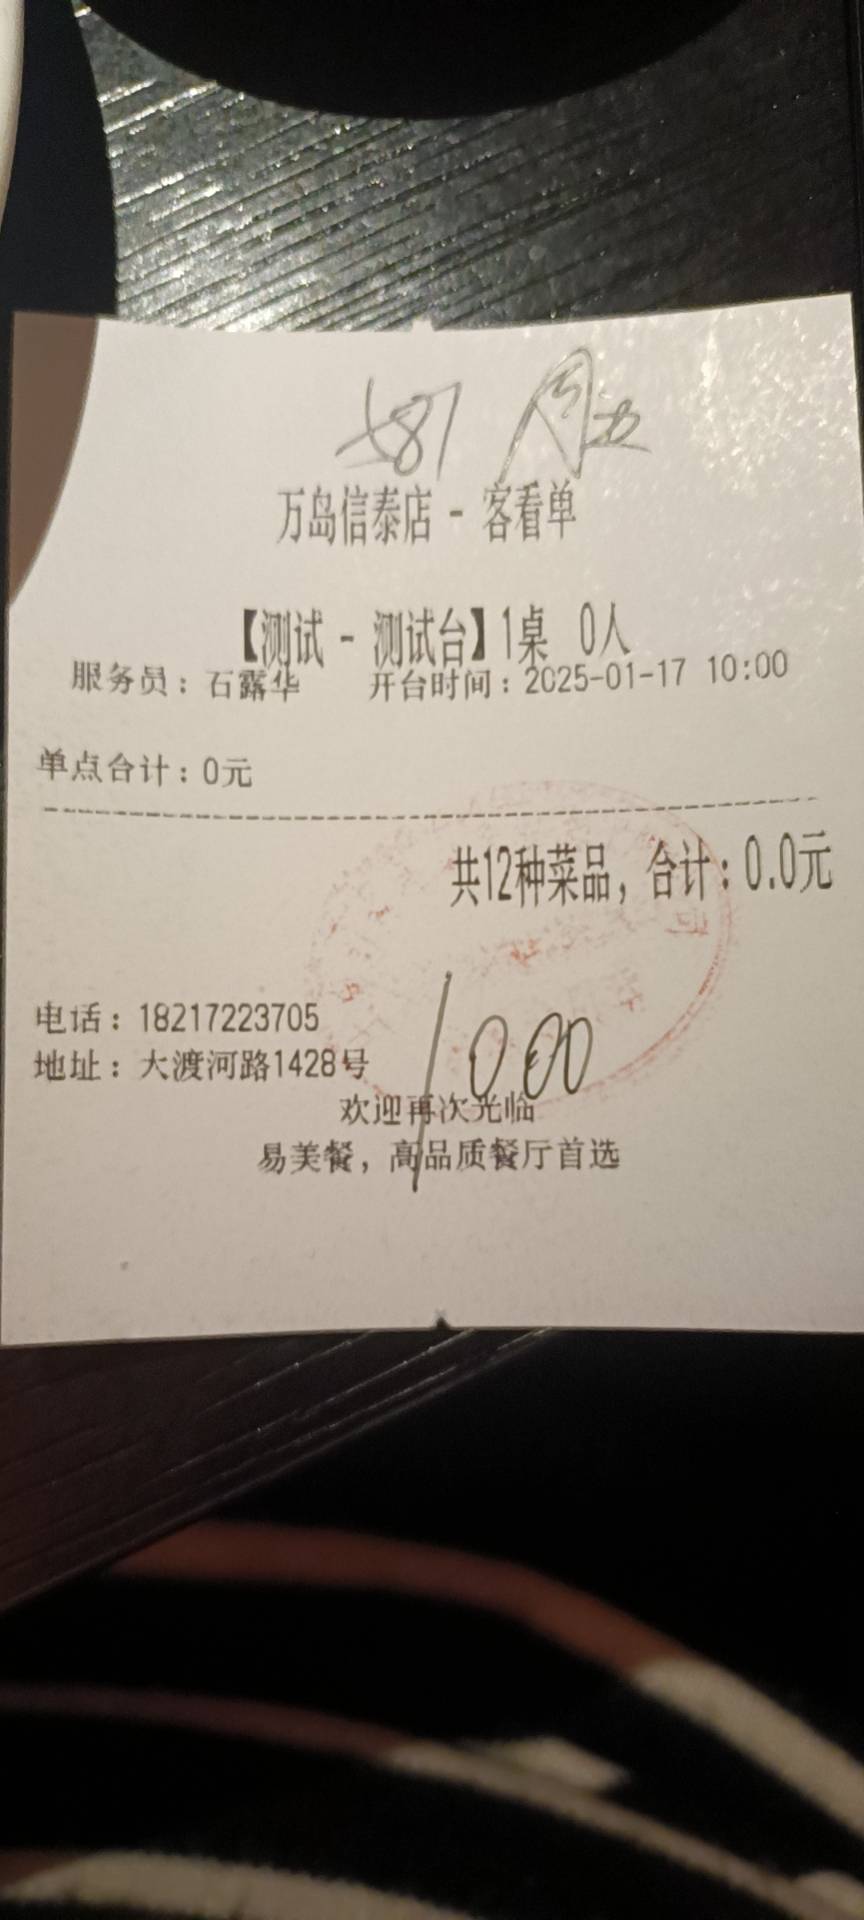 万岛信泰店 - 客看单
【测试 - 测试台】1桌 0人
服务员：石露华 开台时间：2025-01-17 10:00
单点合计：0元
共12种菜品，合计：0.0元
电话：18217223705
地址：大渡河路1428号
1000
欢迎再次光临
易美餐，高品质餐厅首选